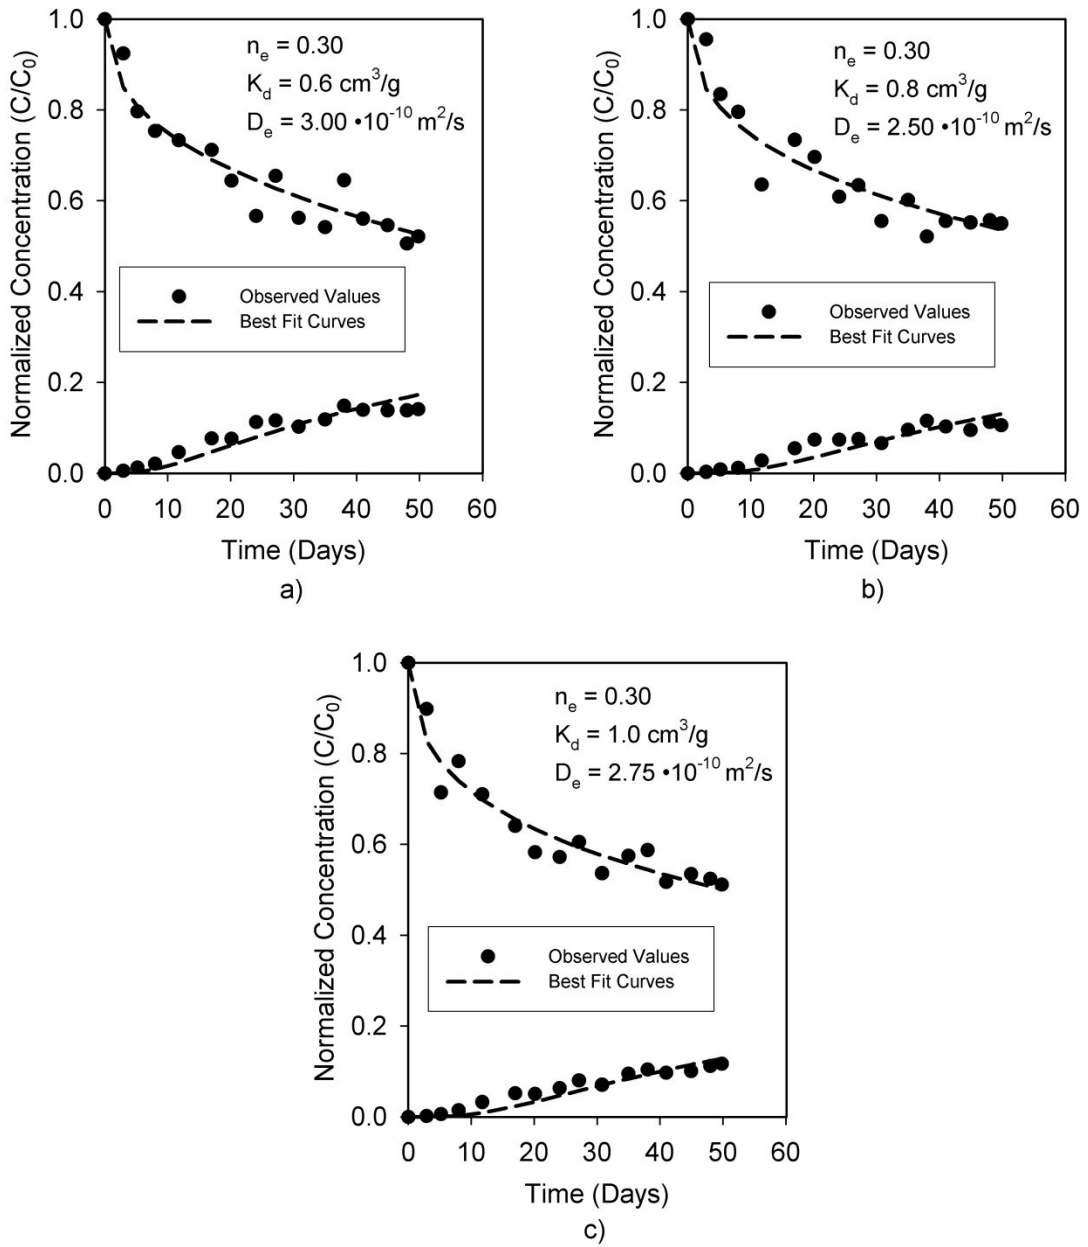 Normalized Concentration (C/C₀)
1.0
0.8
0.6
0.4
0.2
0.0
nₑ = 0.30
K_d = 0.6 cm³/g
Dₑ = 3.00 •10⁻¹⁰ m²/s
Observed Values
Best Fit Curves
0 10 20 30 40 50 60
Time (Days)
a)
Normalized Concentration (C/C₀)
1.0
0.8
0.6
0.4
0.2
0.0
nₑ = 0.30
K_d = 0.8 cm³/g
Dₑ = 2.50 •10⁻¹⁰ m²/s
Observed Values
Best Fit Curves
0 10 20 30 40 50 60
Time (Days)
b)
Normalized Concentration (C/C₀)
1.0
0.8
0.6
0.4
0.2
0.0
nₑ = 0.30
K_d = 1.0 cm³/g
Dₑ = 2.75 •10⁻¹⁰ m²/s
Observed Values
Best Fit Curves
0 10 20 30 40 50 60
Time (Days)
c)